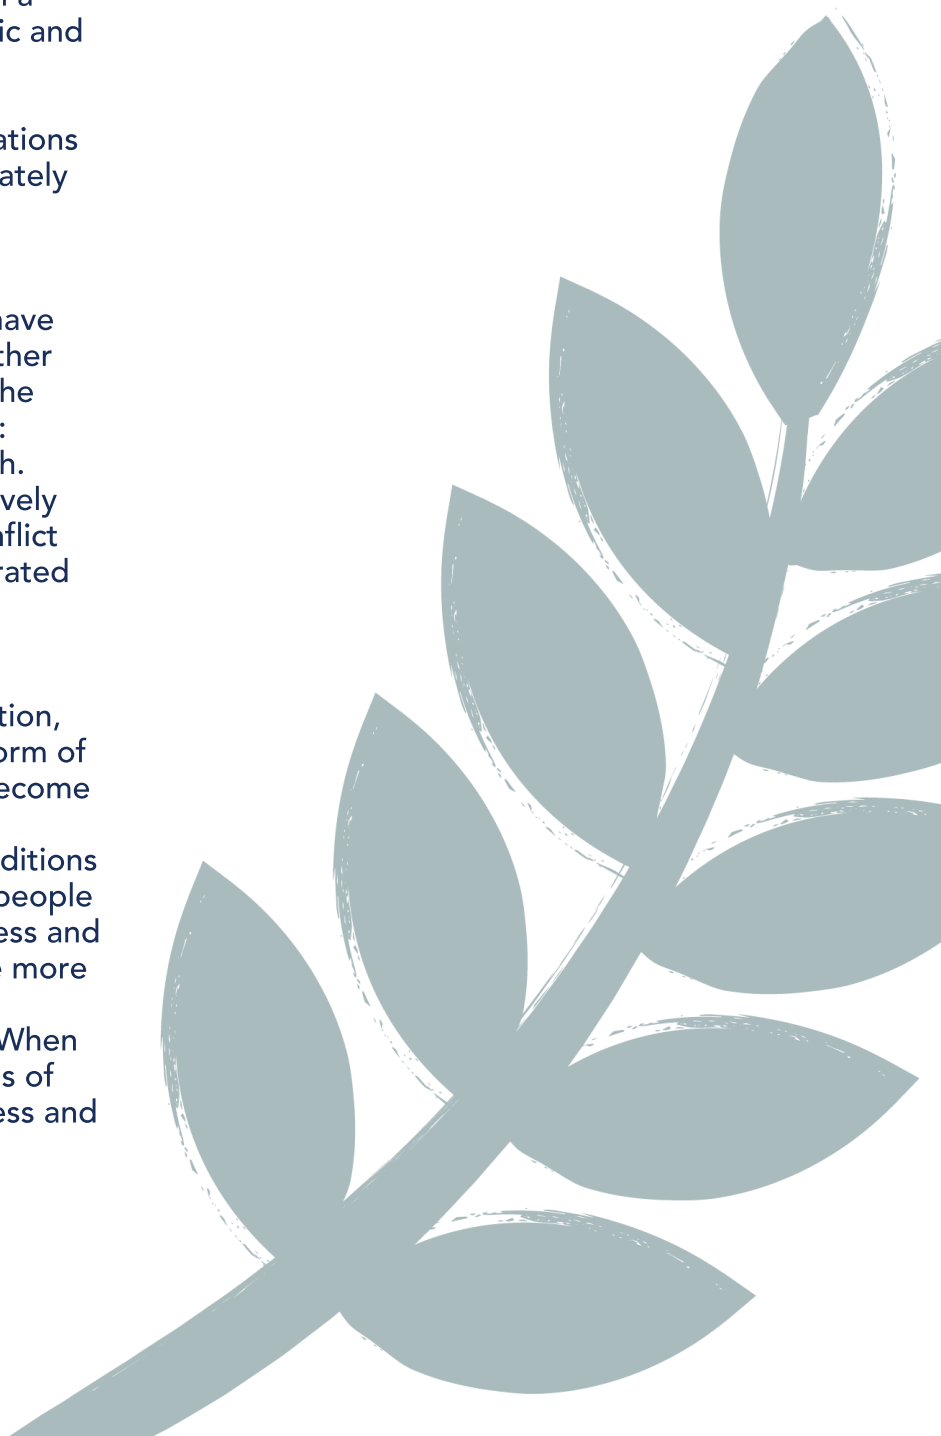 ic and
ations
ately
have
ther
he
:
h.
vely
nflict
rated
tion,
orm of
ecome
ditions
people
ess and
e more
When
s of
ess and